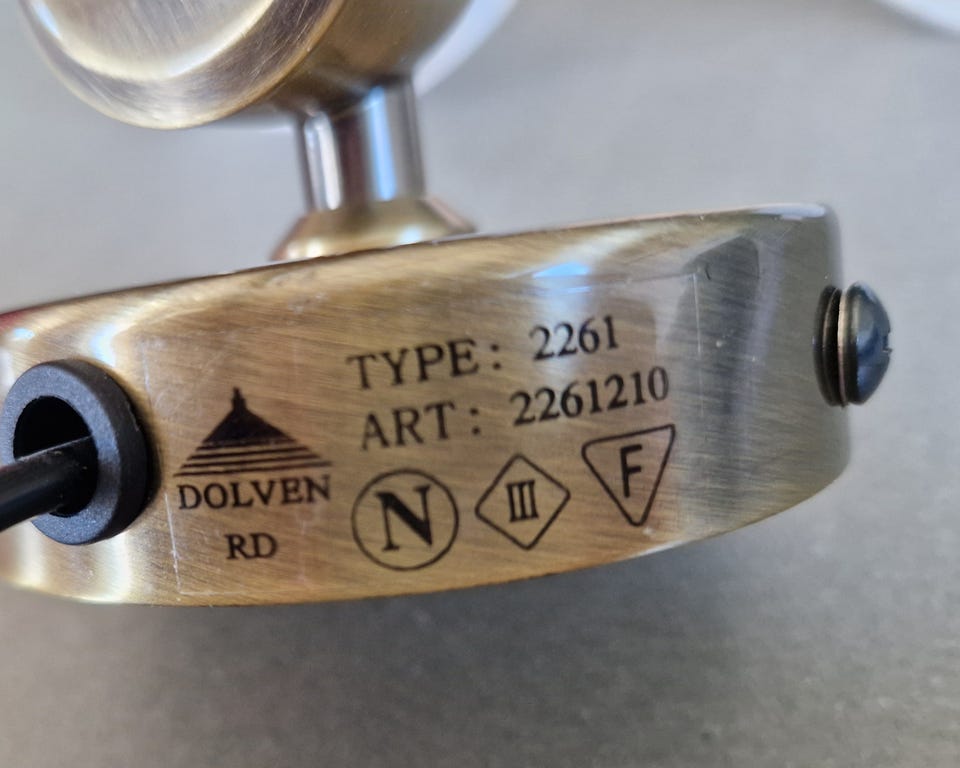 TYPE: 2261
ART: 2261210
DOLVEN
RD
N
III
F